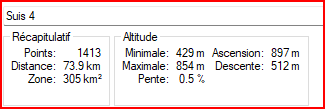 Suis 4
Récapitulatif
Points: 1413
Distance: 73.9 km
Zone: 305 km²
Altitude
Minimale: 429 m Ascension: 897 m
Maximale: 854 m Descente: 512 m
Pente: 0.5 %